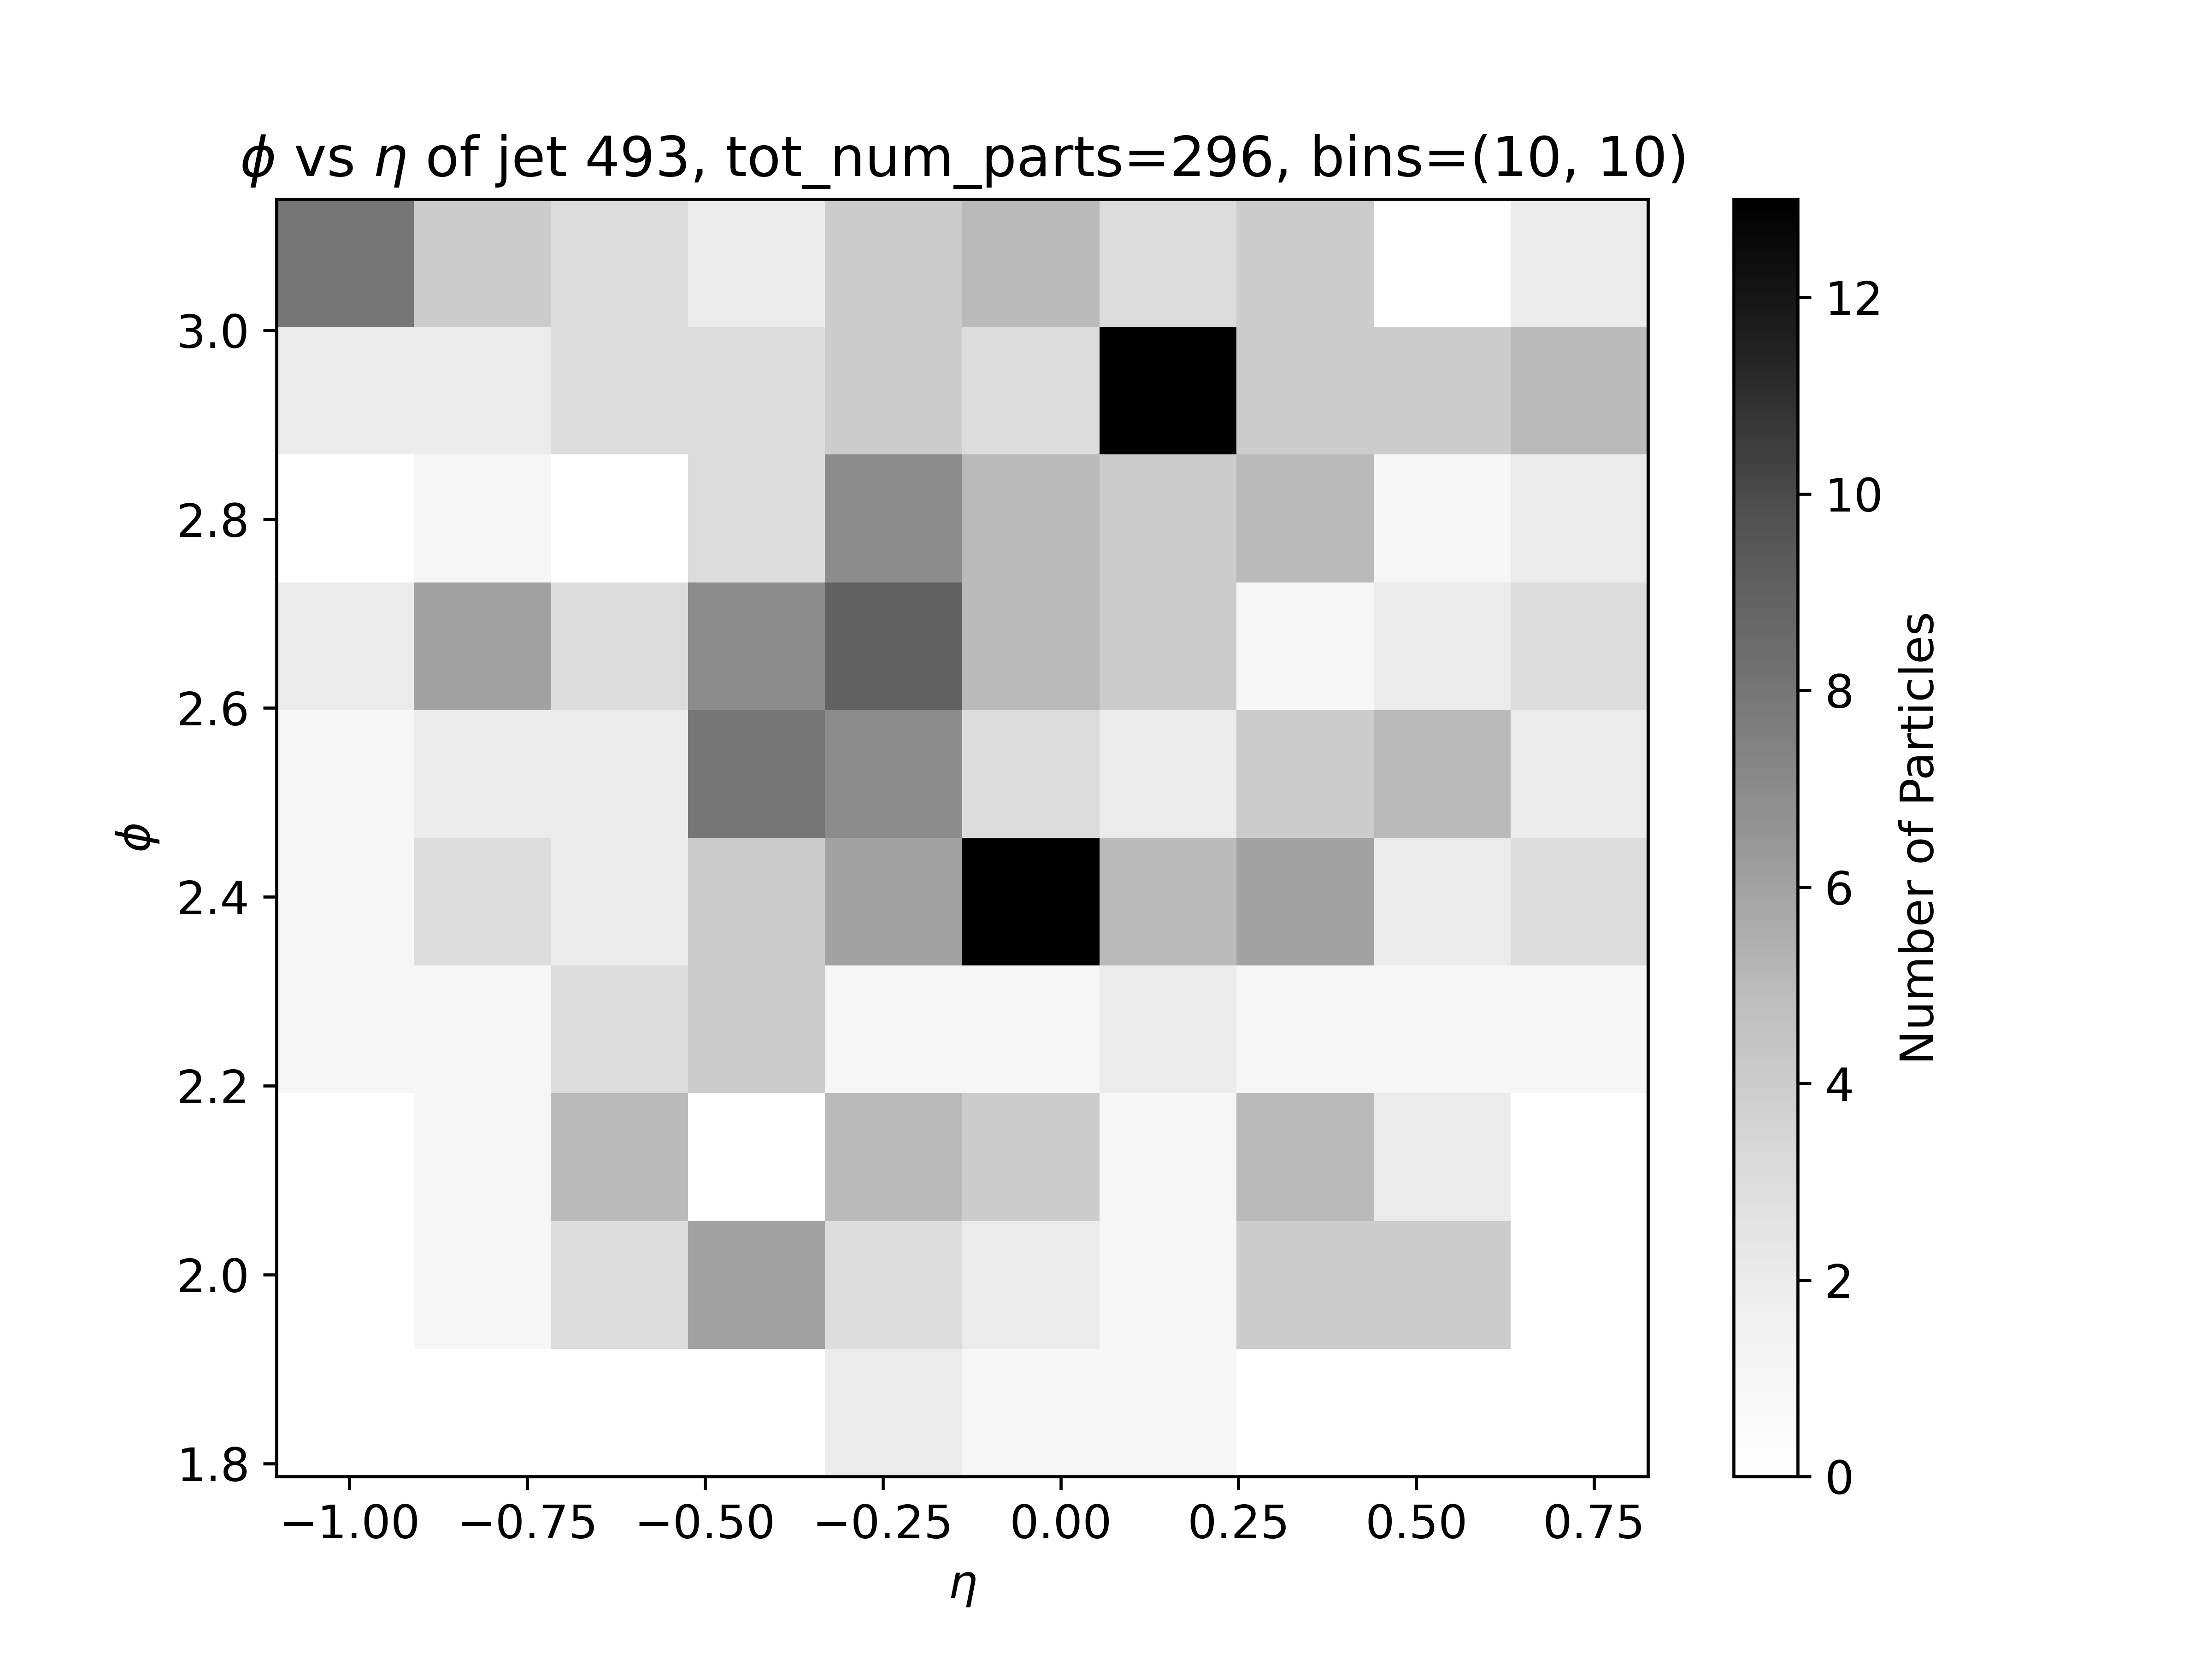 ϕ vs η of jet 493, tot_num_parts=296, bins=(10, 10)
3.0
2.8
2.6
2.4
2.2
2.0
1.8
ϕ
−1.00 −0.75 −0.50 −0.25 0.00 0.25 0.50 0.75
η
12
10
8
6
4
2
0
Number of Particles